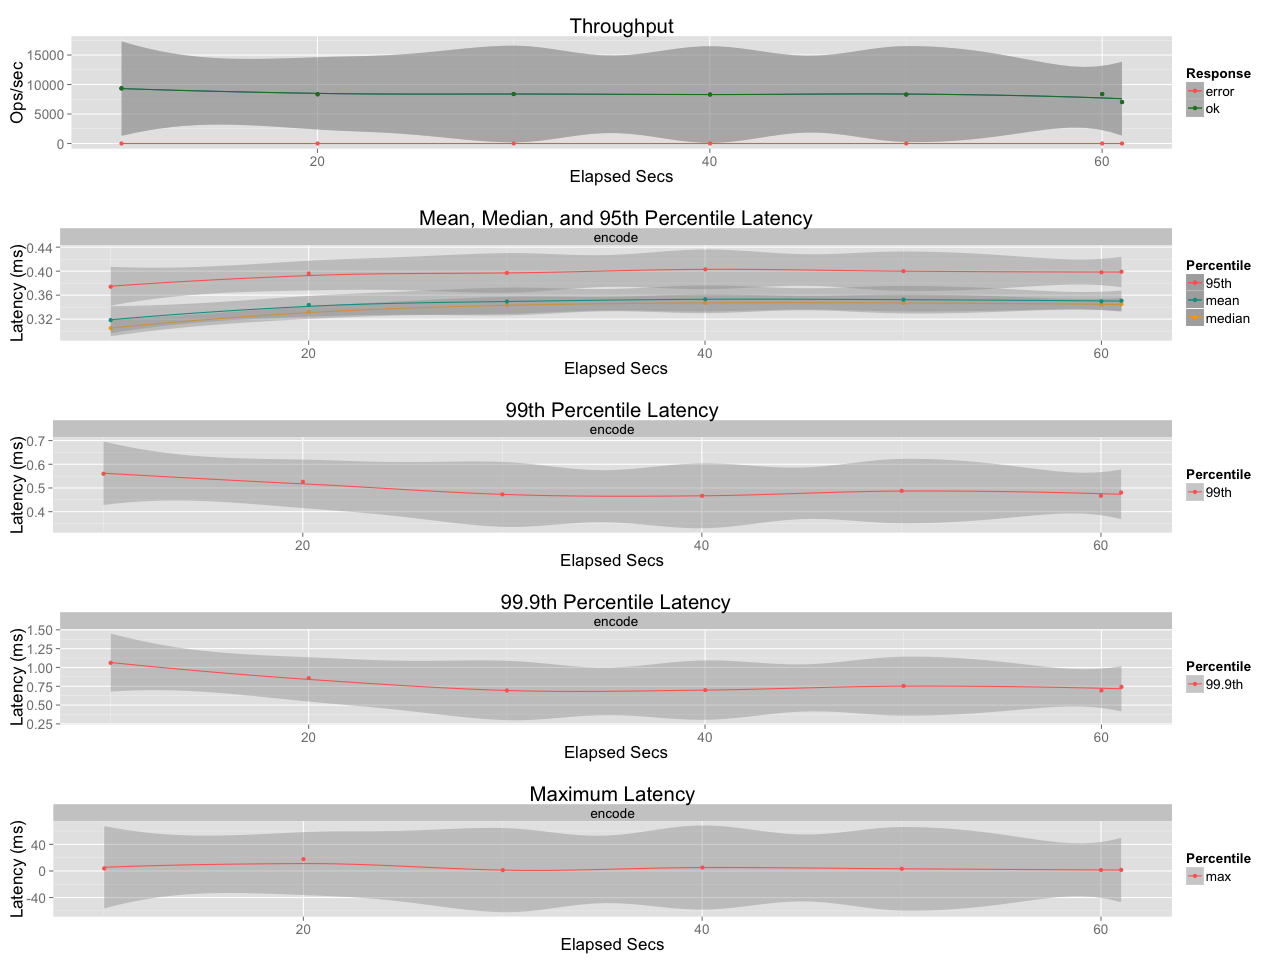 Throughput
Ops/sec
15000
10000
5000
0
20
40
60
Elapsed Secs
Response
error
ok
Mean, Median, and 95th Percentile Latency
encode
Latency (ms)
0.44
0.40
0.36
0.32
20
40
60
Elapsed Secs
Percentile
95th
mean
median
99th Percentile Latency
encode
Latency (ms)
0.7
0.6
0.5
0.4
20
40
60
Elapsed Secs
Percentile
99th
99.9th Percentile Latency
encode
Latency (ms)
1.50
1.25
1.00
0.75
0.50
0.25
20
40
60
Elapsed Secs
Percentile
99.9th
Maximum Latency
encode
Latency (ms)
40
0
-40
20
40
60
Elapsed Secs
Percentile
max